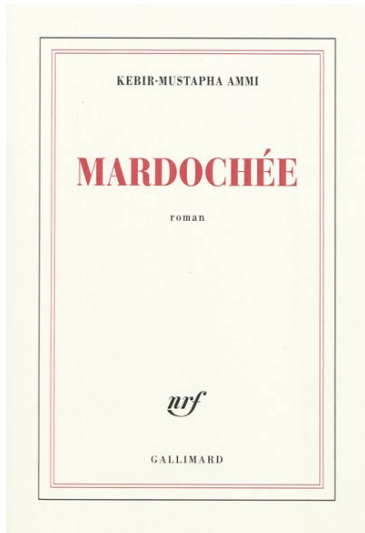 KEBIR-MUSTAPHA AMMI
MARDOCHÉE
roman
nrf
GALLIMARD